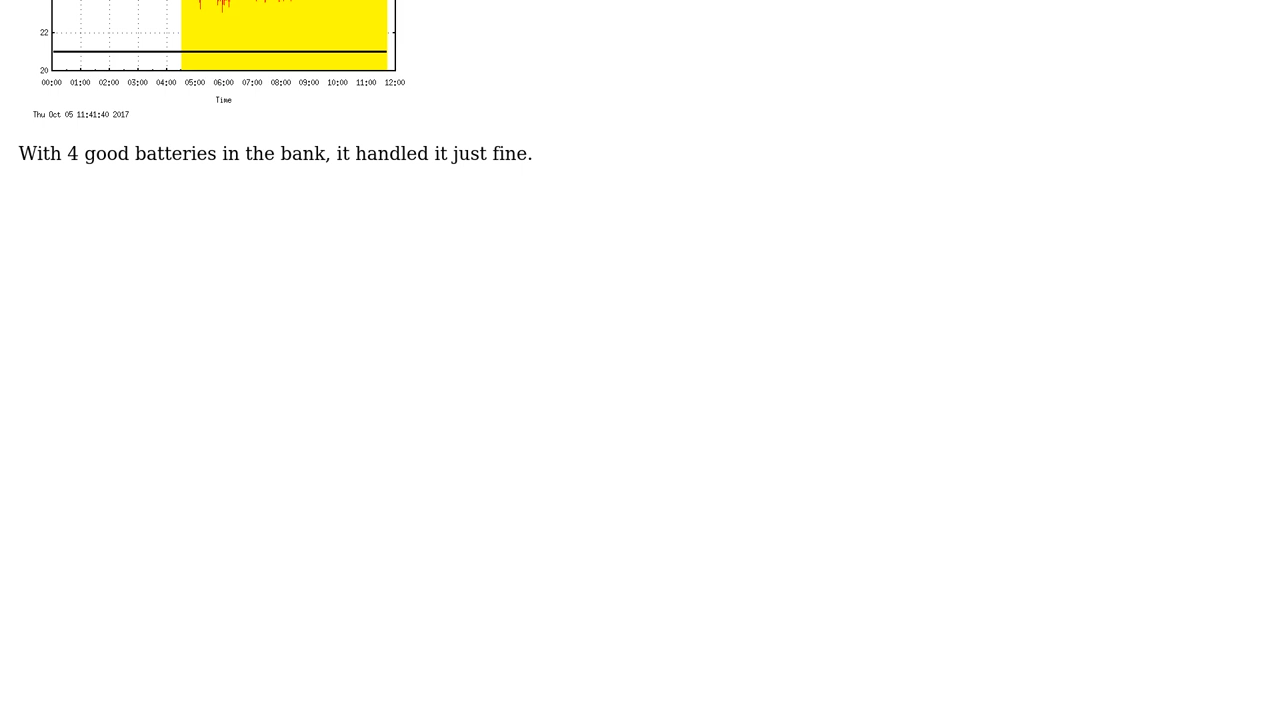 22
20
00:00 01:00 02:00 03:00 04:00 05:00 06:00 07:00 08:00 09:00 10:00 11:00 12:00
Time
Thu Oct 05 11:41:40 2017
With 4 good batteries in the bank, it handled it just fine.